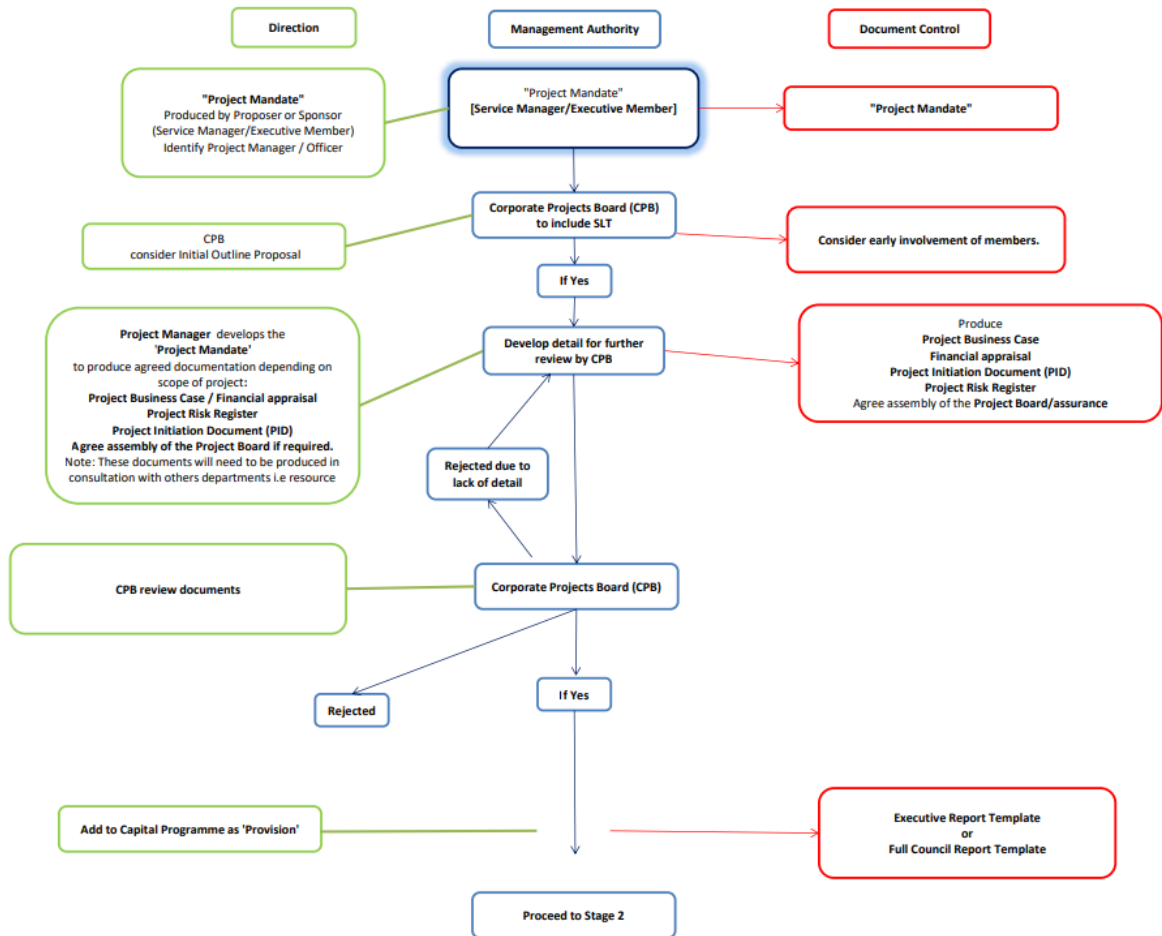 Direction
Management Authority
Document Control
"Project Mandate"
Produced by Proposer or Sponsor
(Service Manager/Executive Member)
Identify Project Manager / Officer
"Project Mandate"
[Service Manager/Executive Member]
"Project Mandate"
Corporate Projects Board (CPB)
to include SLT
CPB
consider Initial Outline Proposal
Consider early involvement of members.
If Yes
Project Manager develops the
'Project Mandate'
to produce agreed documentation depending on
scope of project:
Project Business Case / Financial appraisal
Project Risk Register
Project Initiation Document (PID)
Agree assembly of the Project Board if required.
Note: These documents will need to be produced in
consultation with others departments i.e resource
Develop detail for further
review by CPB
Produce
Project Business Case
Financial appraisal
Project Initiation Document (PID)
Project Risk Register
Agree assembly of the Project Board/assurance
Rejected due to
lack of detail
CPB review documents
Corporate Projects Board (CPB)
Rejected
If Yes
Add to Capital Programme as 'Provision'
Executive Report Template
or
Full Council Report Template
Proceed to Stage 2